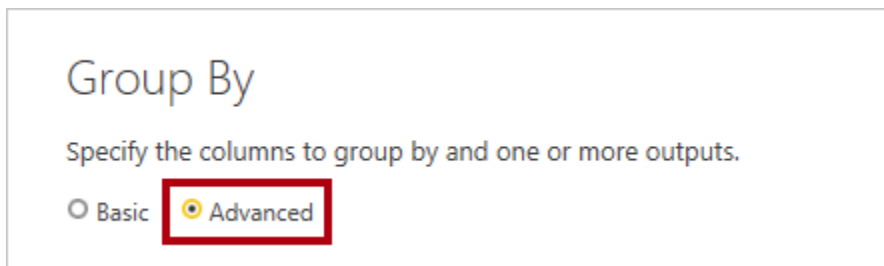 Group By
Specify the columns to group by and one or more outputs.
Basic Advanced